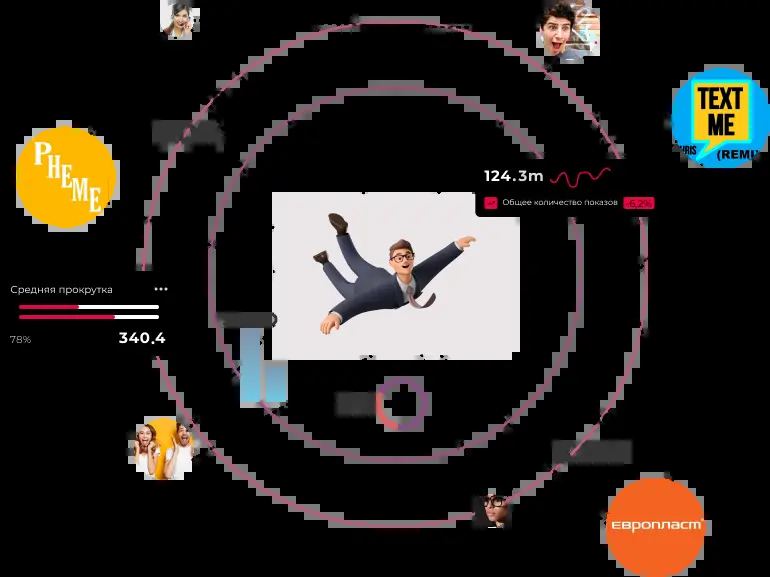 TEXT
ME
(REMI
PHEME
124.3m
Общее количество показов
-6,2%
Средняя прокрутка
78%
340.4
ЕВРОПЛАСТ